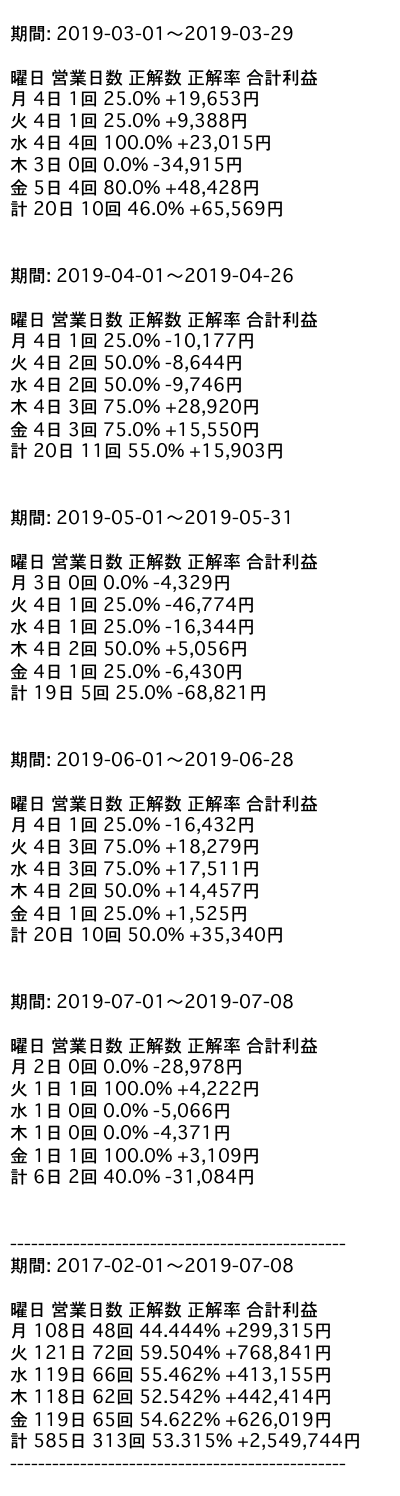 期間: 2019-03-01〜2019-03-29
曜日 営業日数 正解数 正解率 合計利益
月 4日 1回 25.0% +19,653円
火 4日 1回 25.0% +9,388円
水 4日 4回 100.0% +23,015円
木 3日 0回 0.0% -34,915円
金 5日 4回 80.0% +48,428円
計 20日 10回 46.0% +65,569円
期間: 2019-04-01〜2019-04-26
曜日 営業日数 正解数 正解率 合計利益
月 4日 1回 25.0% -10,177円
火 4日 2回 50.0% -8,644円
水 4日 2回 50.0% -9,746円
木 4日 3回 75.0% +28,920円
金 4日 3回 75.0% +15,550円
計 20日 11回 55.0% +15,903円
期間: 2019-05-01〜2019-05-31
曜日 営業日数 正解数 正解率 合計利益
月 3日 0回 0.0% -4,329円
火 4日 1回 25.0% -46,774円
水 4日 1回 25.0% -16,344円
木 4日 2回 50.0% +5,056円
金 4日 1回 25.0% -6,430円
計 19日 5回 25.0% -68,821円
期間: 2019-06-01〜2019-06-28
曜日 営業日数 正解数 正解率 合計利益
月 4日 1回 25.0% -16,432円
火 4日 3回 75.0% +18,279円
水 4日 3回 75.0% +17,511円
木 4日 2回 50.0% +14,457円
金 4日 1回 25.0% +1,525円
計 20日 10回 50.0% +35,340円
期間: 2019-07-01〜2019-07-08
曜日 営業日数 正解数 正解率 合計利益
月 2日 0回 0.0% -28,978円
火 1日 1回 100.0% +4,222円
水 1日 0回 0.0% -5,066円
木 1日 0回 0.0% -4,371円
金 1日 1回 100.0% +3,109円
計 6日 2回 40.0% -31,084円
------------------------------------------------
期間: 2017-02-01〜2019-07-08
曜日 営業日数 正解数 正解率 合計利益
月 108日 48回 44.444% +299,315円
火 121日 72回 59.504% +768,841円
水 119日 66回 55.462% +413,155円
木 118日 62回 52.542% +442,414円
金 119日 65回 54.622% +626,019円
計 585日 313回 53.315% +2,549,744円
------------------------------------------------